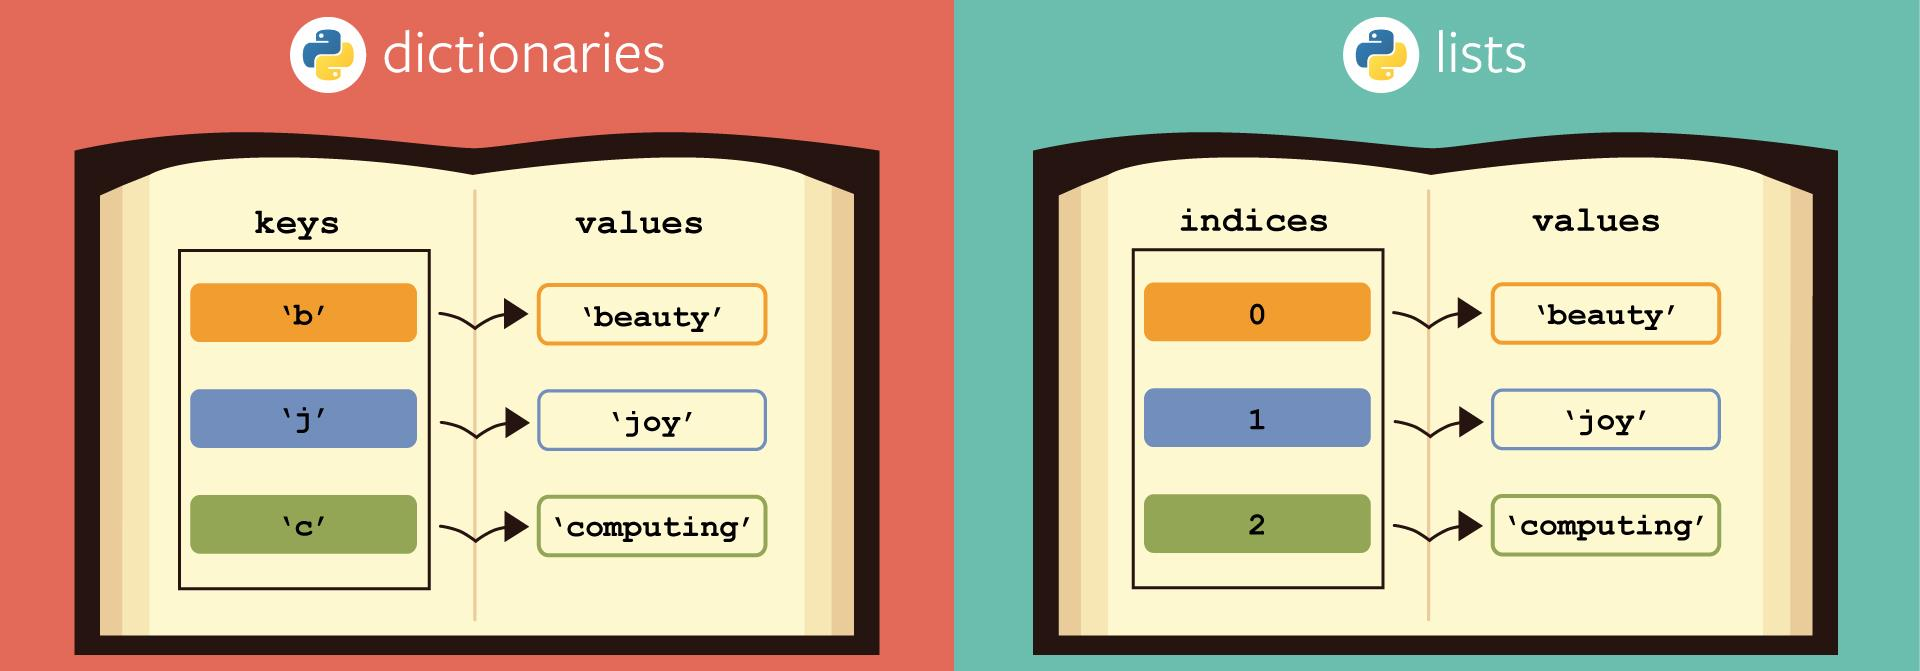 dictionaries
keys values
‘b’ ‘beauty’
‘j’ ‘joy’
‘c’ ‘computing’
lists
indices values
0 ‘beauty’
1 ‘joy’
2 ‘computing’